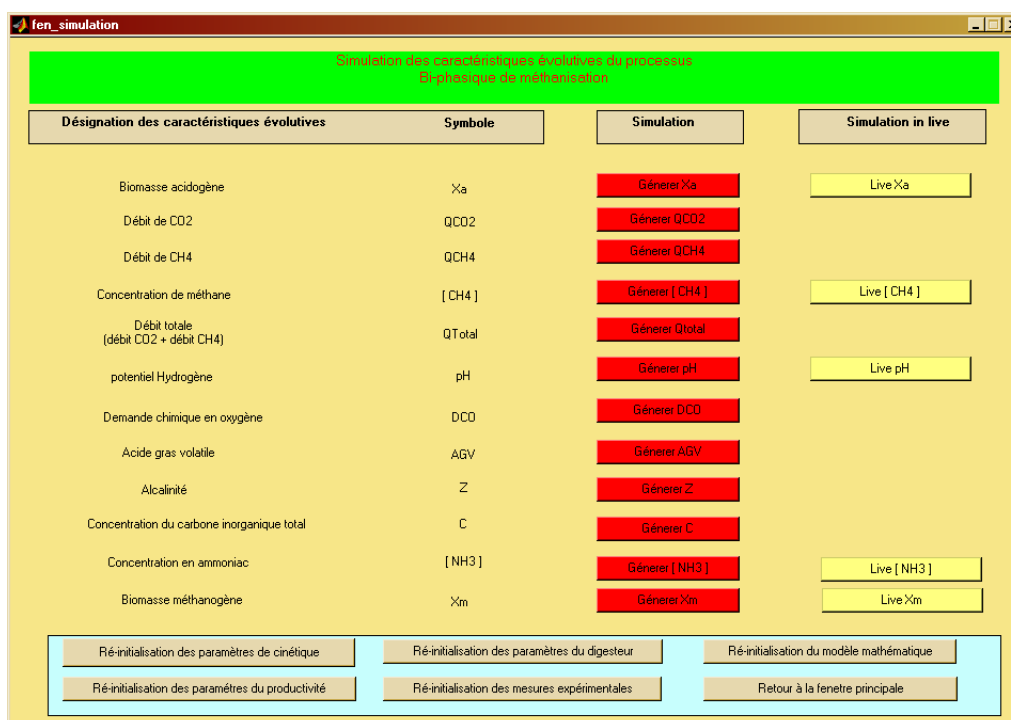 fen_simulation
Simulation des caractéristiques évolutives du processus
Bi-phasique de méthanisation
Désignation des caractéristiques évolutives Symbole Simulation Simulation in live
Biomasse acidogène Xa Génerer Xa Live Xa
Débit de CO2 QCO2 Génerer QCO2
Débit de CH4 QCH4 Génerer QCH4
Concentration de méthane [ CH4 ] Génerer [ CH4 ] Live [ CH4 ]
Débit totale
(débit CO2 + débit CH4) QTotal Génerer Qtotal
potentiel Hydrogène pH Génerer pH Live pH
Demande chimique en oxygène DCO Génerer DCO
Acide gras volatile AGV Génerer AGV
Alcalinité Z Génerer Z
Concentration du carbone inorganique total C Génerer C
Concentration en ammoniac [ NH3 ] Génerer [ NH3 ] Live [ NH3 ]
Biomasse méthanogène Xm Génerer Xm Live Xm
Ré-initialisation des paramètres de cinétique Ré-initialisation des paramètres du digesteur Ré-initialisation du modèle mathématique
Ré-initialisation des paramétres du productivité Ré-initialisation des mesures expérimentales Retour à la fenetre principale